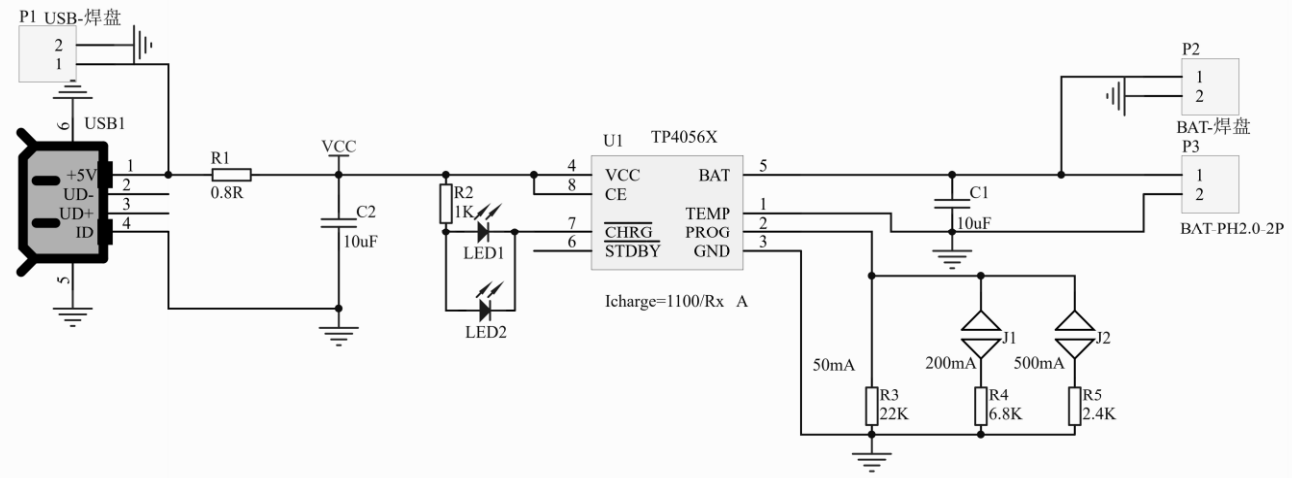 P1 USB-焊盘
2
1
6
USB1
+5V 1
UD- 2
UD+ 3
ID 4
5
R1
0.8R
VCC
C2
10uF
R2
1K
LED1
LED2
U1 TP4056X
4 VCC BAT 5
8 CE
TEMP 1
7 CHRG PROG 2
6 STDBY GND 3
Icharge=1100/Rx A
C1
10uF
P2
1
2
BAT-焊盘
P3
1
2
BAT-PH2.0-2P
J1
J2
50mA
200mA
500mA
R3
22K
R4
6.8K
R5
2.4K